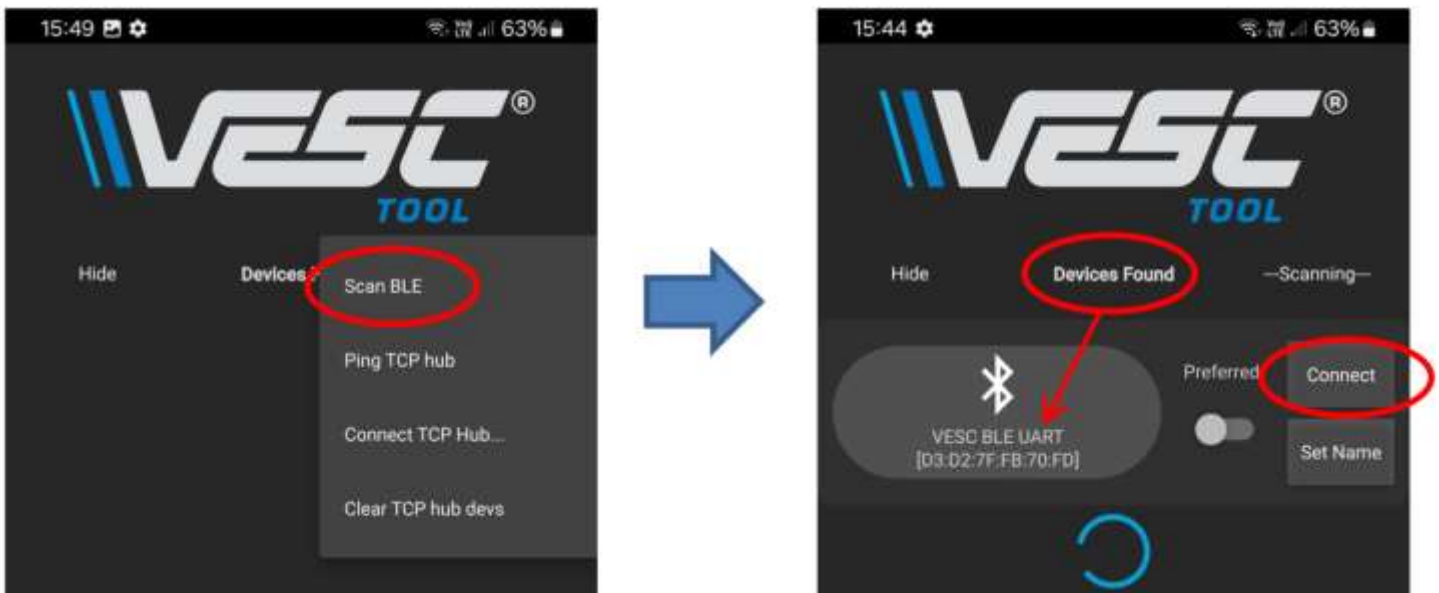 15:49 63%
VESC®
TOOL
Hide Devices
Scan BLE
Ping TCP hub
Connect TCP Hub...
Clear TCP hub devs
15:44 63%
VESC®
TOOL
Hide Devices Found --Scanning--
Preferred Connect
VESC BLE UART
[D3:D2:7F:FB:70:FD]
Set Name